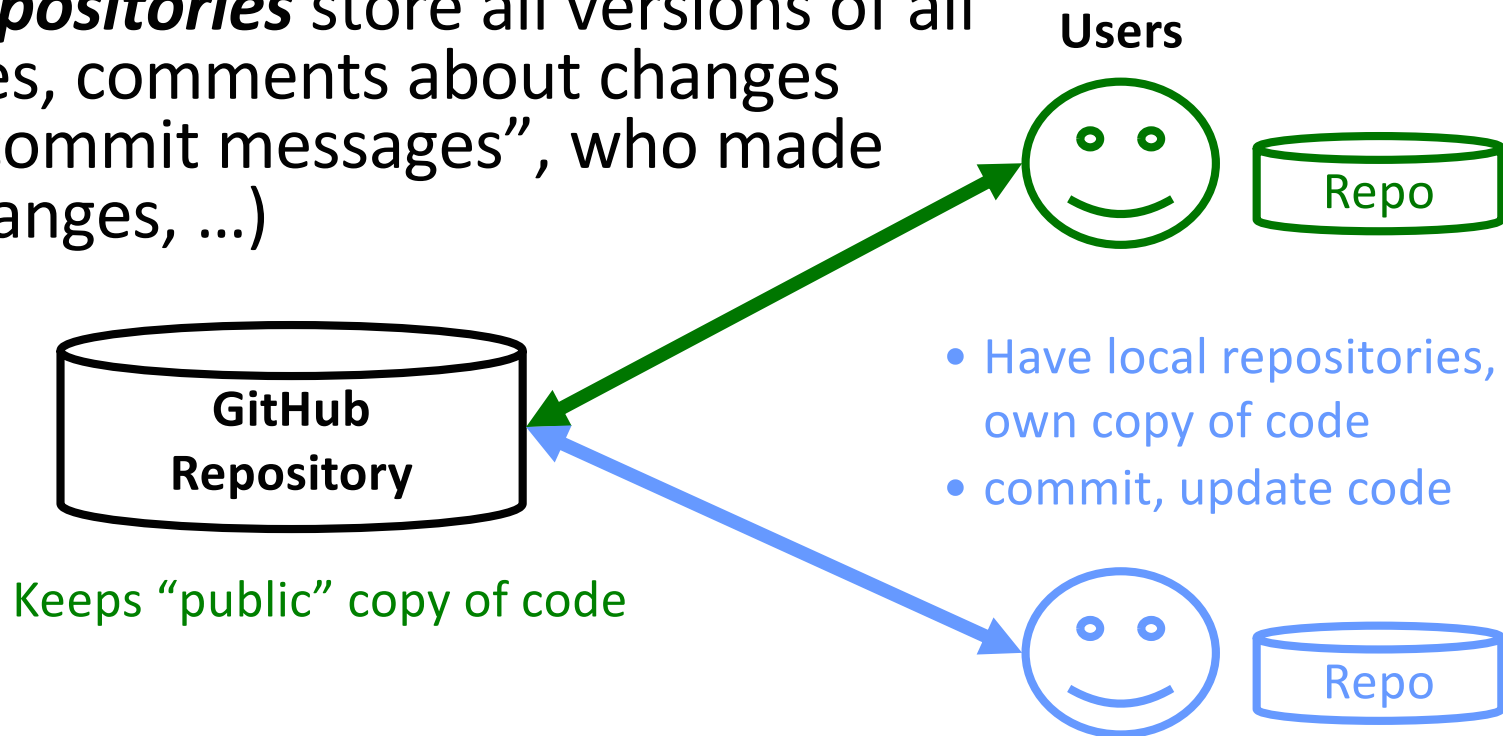 positories store all versions of all
es, comments about changes
ommit messages”, who made
anges, …)
Users
Repo
GitHub
Repository
• Have local repositories,
own copy of code
• commit, update code
Keeps “public” copy of code
Repo